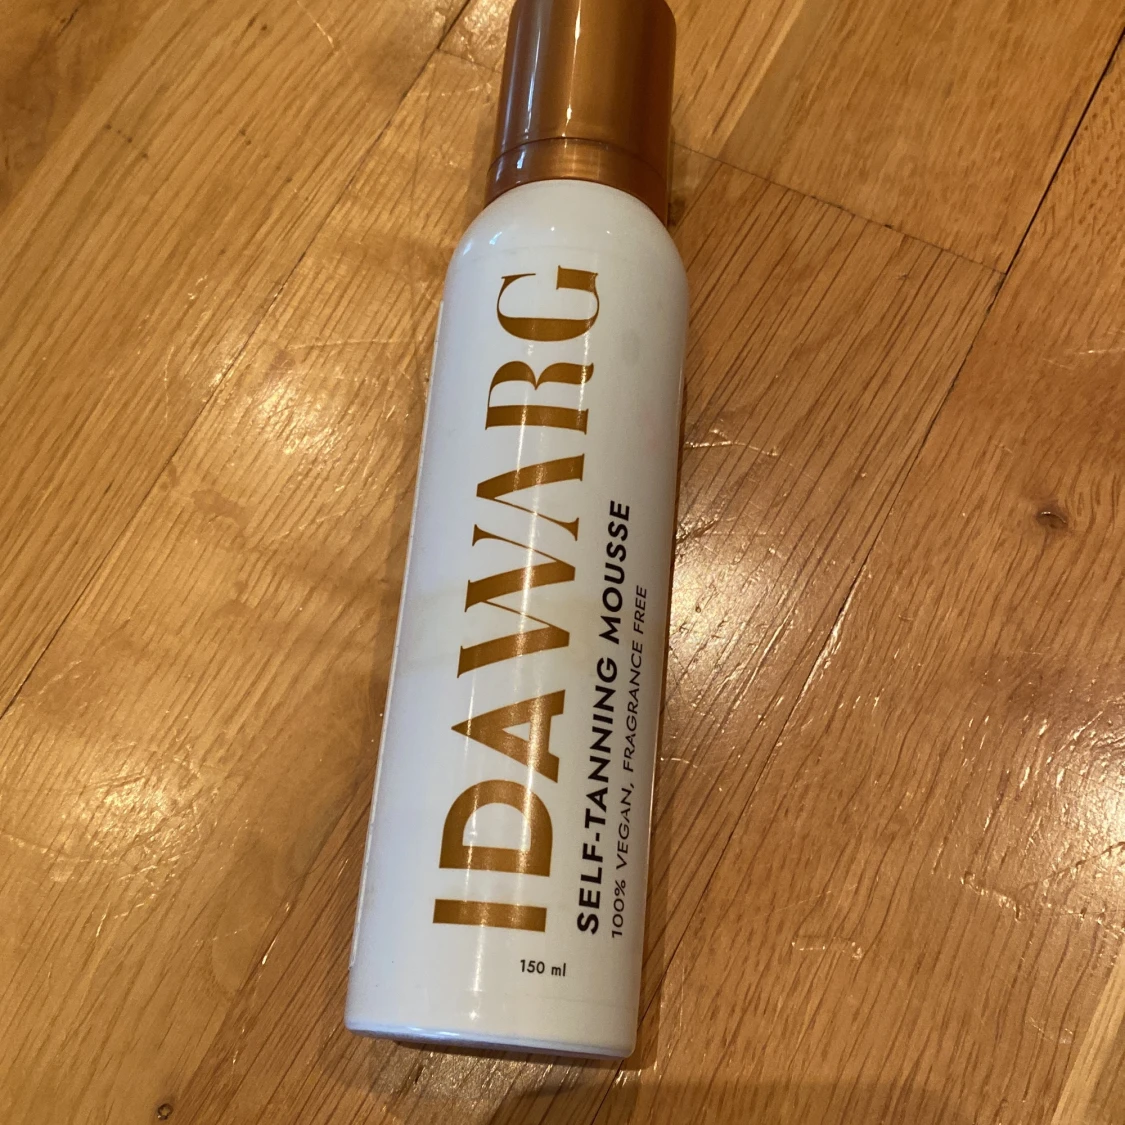 IDAWARG
SELF-TANNING MOUSSE
100% VEGAN, FRAGRANCE FREE
150 ml